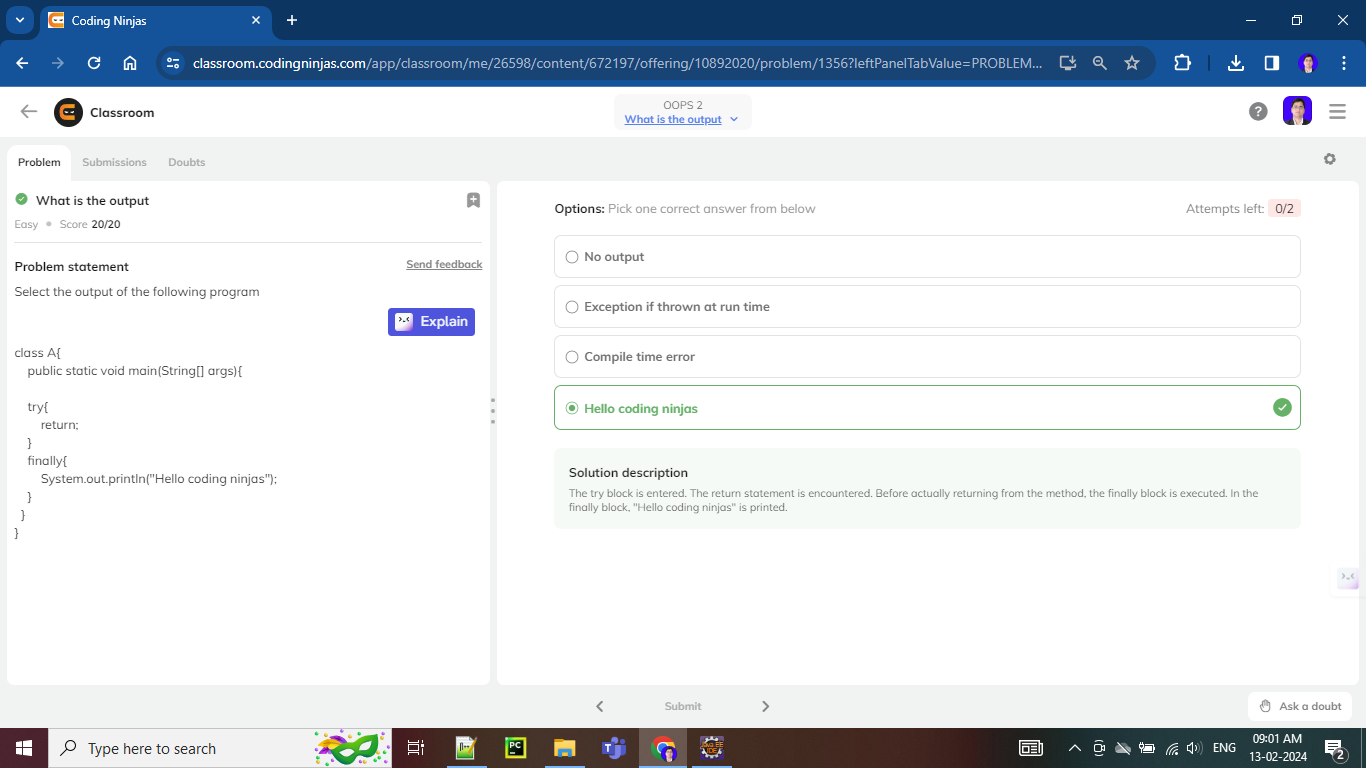 Coding Ninjas
classroom.codingninjas.com/app/classroom/me/26598/content/672197/offering/10892020/problem/1356?leftPanelTabValue=PROBLEM...
Classroom
OOPS 2
What is the output
Problem
Submissions
Doubts
What is the output
Easy
Score 20/20
Problem statement
Send feedback
Select the output of the following program
Explain
class A{
public static void main(String[] args){
try{
return;
}
finally{
System.out.println("Hello coding ninjas");
}
}
}
Options: Pick one correct answer from below
Attempts left: 0/2
No output
Exception if thrown at run time
Compile time error
Hello coding ninjas
Solution description
The try block is entered. The return statement is encountered. Before actually returning from the method, the finally block is executed. In the
finally block, "Hello coding ninjas" is printed.
Submit
Ask a doubt
Type here to search
PC
ENG
09:01 AM
13-02-2024
2